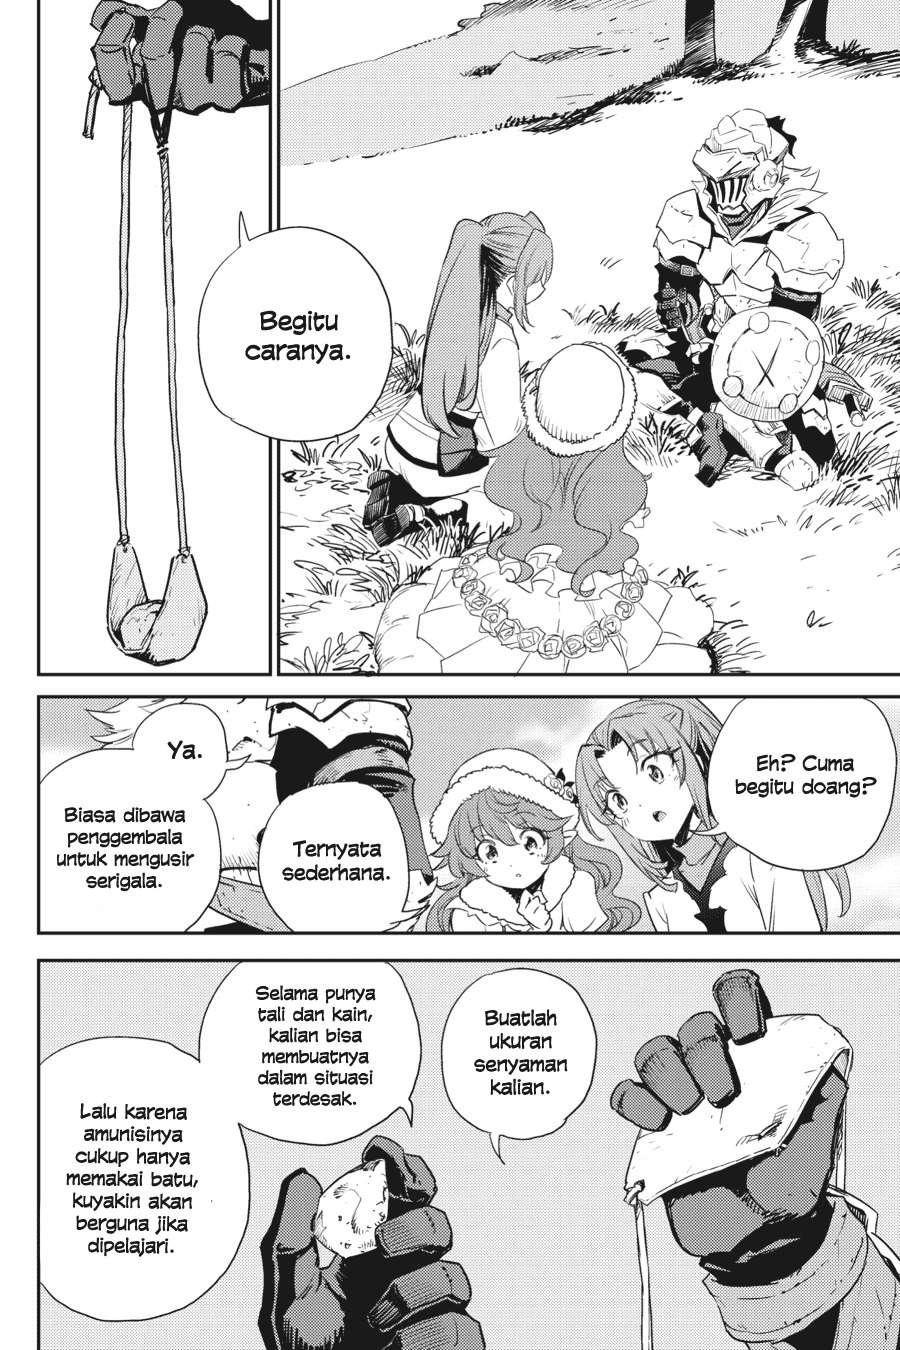 Begitu
caranya.
Eh? Cuma
begitu doang?
Ternyata
sederhana.
Ya.
Biasa dibawa
penggembala
untuk mengusir
serigala.
Buatlah
ukuran
senyaman
kalian.
Selama punya
tali dan kain,
kalian bisa
membuatnya
dalam situasi
terdesak.
Lalu karena
amunisinya
cukup hanya
memakai batu,
kuyakin akan
berguna jika
dipelajari.